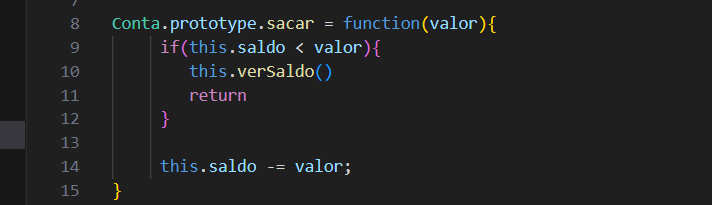 7
8 Conta.prototype.sacar = function(valor){
9 if(this.saldo < valor){
10 this.verSaldo()
11 return
12 }
13
14 this.saldo -= valor;
15 }